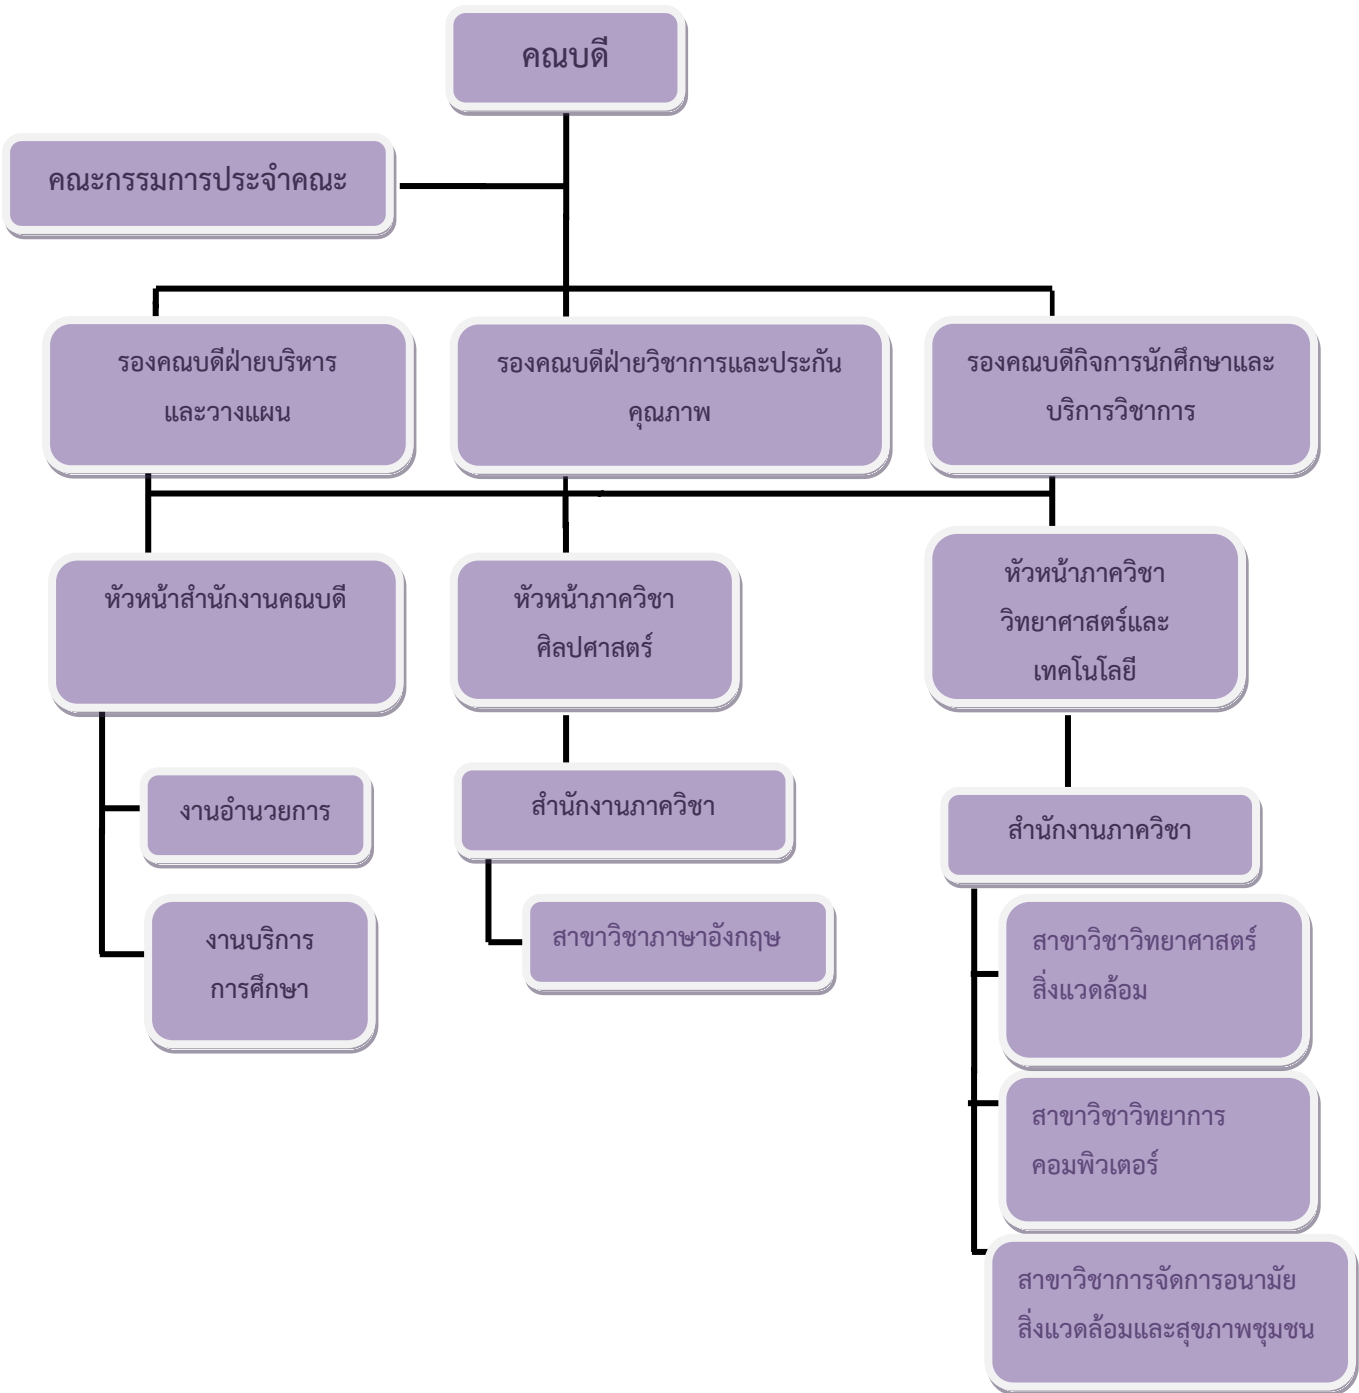 คณบดี
คณะกรรมการประจำคณะ
รองคณบดีฝ่ายบริหาร
และวางแผน
รองคณบดีฝ่ายวิชาการและประกัน
คุณภาพ
รองคณบดีกิจการนักศึกษาและ
บริการวิชาการ
หัวหน้าสำนักงานคณบดี
หัวหน้าภาควิชา
ศิลปศาสตร์
หัวหน้าภาควิชา
วิทยาศาสตร์และ
เทคโนโลยี
งานอำนวยการ
งานบริการ
การศึกษา
สำนักงานภาควิชา
สาขาวิชาภาษาอังกฤษ
สำนักงานภาควิชา
สาขาวิชาวิทยาศาสตร์
สิ่งแวดล้อม
สาขาวิชาวิทยาการ
คอมพิวเตอร์
สาขาวิชาการจัดการอนามัย
สิ่งแวดล้อมและสุขภาพชุมชน